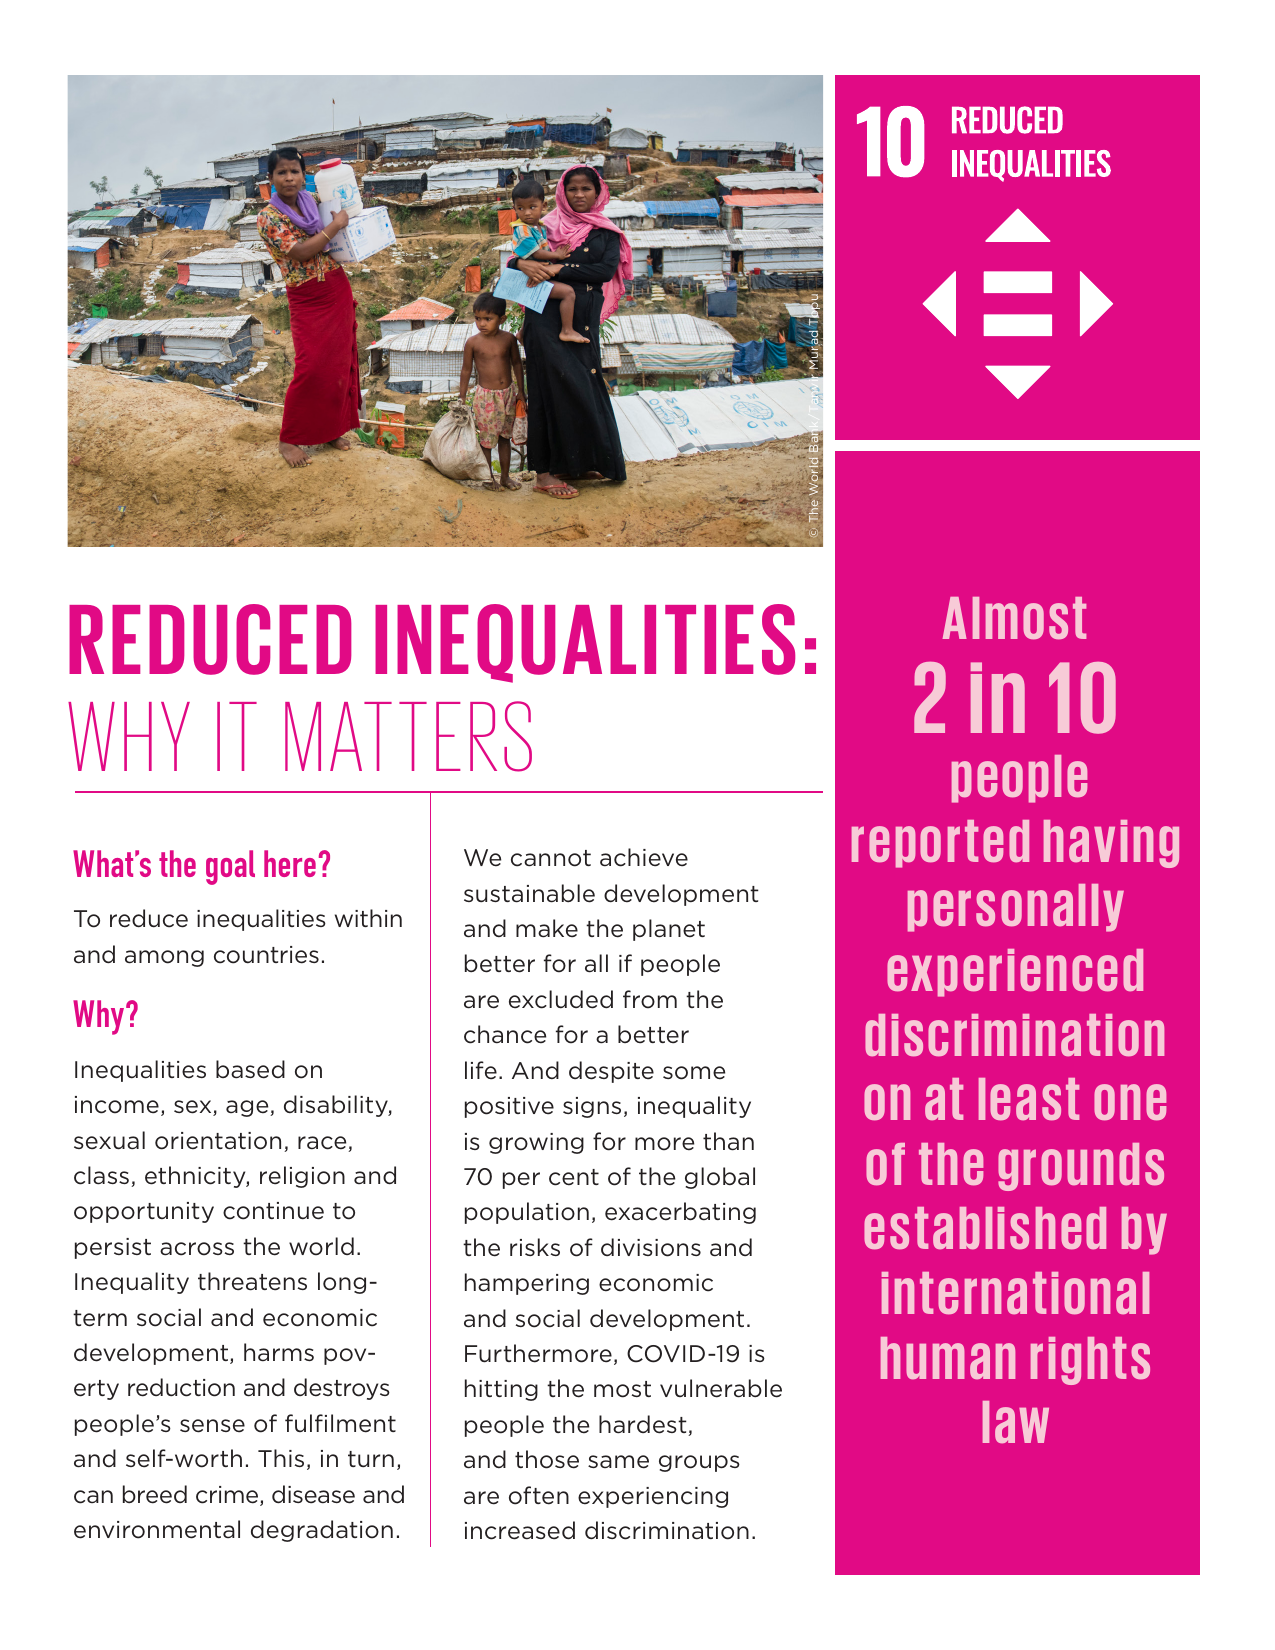 10 REDUCED
INEQUALITIES
© The World Bank/Tanvir Murad Topu
REDUCED INEQUALITIES:
WHY IT MATTERS
What’s the goal here?
To reduce inequalities within
and among countries.
Why?
Inequalities based on
income, sex, age, disability,
sexual orientation, race,
class, ethnicity, religion and
opportunity continue to
persist across the world.
Inequality threatens long-
term social and economic
development, harms pov-
erty reduction and destroys
people’s sense of fulfilment
and self-worth. This, in turn,
can breed crime, disease and
environmental degradation.
We cannot achieve
sustainable development
and make the planet
better for all if people
are excluded from the
chance for a better
life. And despite some
positive signs, inequality
is growing for more than
70 per cent of the global
population, exacerbating
the risks of divisions and
hampering economic
and social development.
Furthermore, COVID-19 is
hitting the most vulnerable
people the hardest,
and those same groups
are often experiencing
increased discrimination.
Almost
2 in 10
people
reported having
personally
experienced
discrimination
on at least one
of the grounds
established by
international
human rights
law